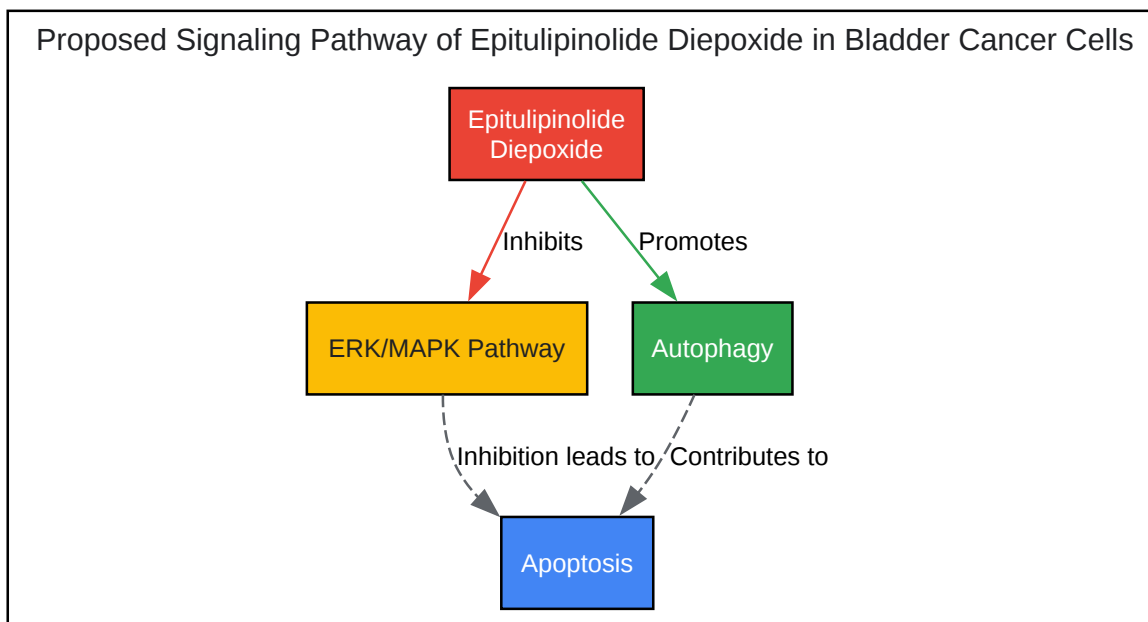 Proposed Signaling Pathway of Epitulipinolide Diepoxide in Bladder Cancer Cells
Epitulipinolide
Diepoxide
Inhibits
Promotes
ERK/MAPK Pathway
Autophagy
Inhibition leads to
Contributes to
Apoptosis